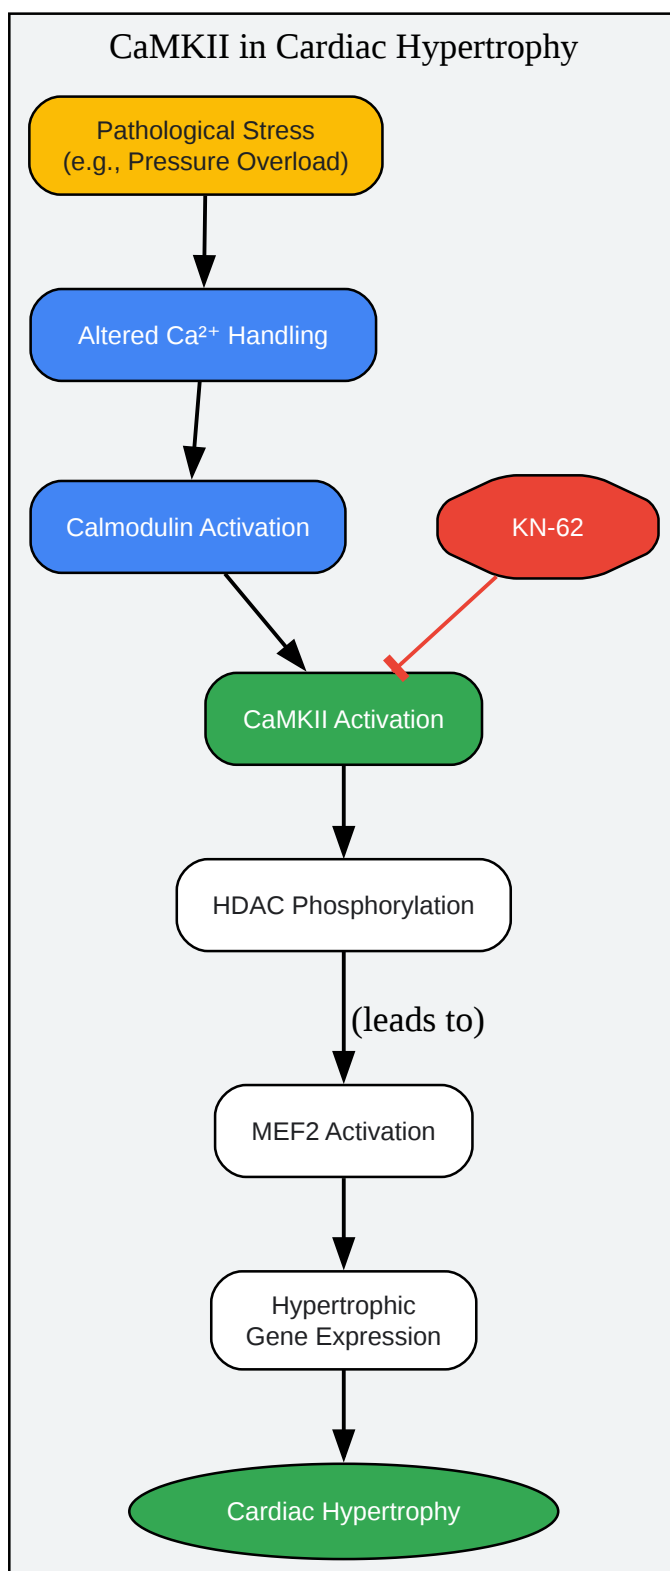 CaMKII in Cardiac Hypertrophy
Pathological Stress
(e.g., Pressure Overload)
Altered Ca²⁺ Handling
Calmodulin Activation
KN-62
CaMKII Activation
HDAC Phosphorylation
(leads to)
MEF2 Activation
Hypertrophic
Gene Expression
Cardiac Hypertrophy